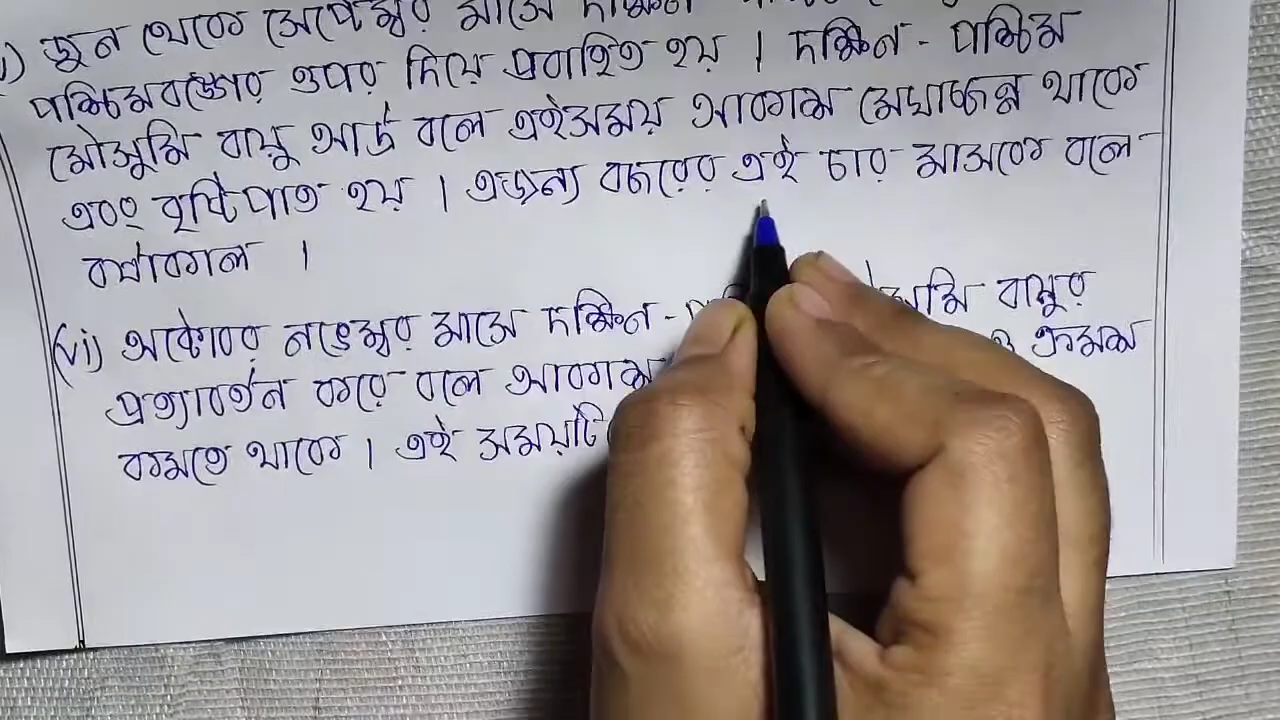 জুন থেকে সেপ্টেম্বর মাসে দক্ষিন
পশ্চিমবঙ্গের ওপর দিয়ে প্রবাহিত হয় । দক্ষিন - পশ্চিম
মৌসুমি বায়ু আর্দ্র বলে এইসময় আকাশ মেঘাচ্ছন্ন থাকে
এবং বৃষ্টিপাত হয় । এজন্য বছরের এই চার মাসকে বলে
বর্ষাকাল ।
(vi) অক্টোবর নভেম্বর মাসে দক্ষিন - মৌসুমি বায়ুর
প্রত্যাবর্তন করে বলে আকাশ ও ক্রমশ
কমতে থাকে । এই সময়টি